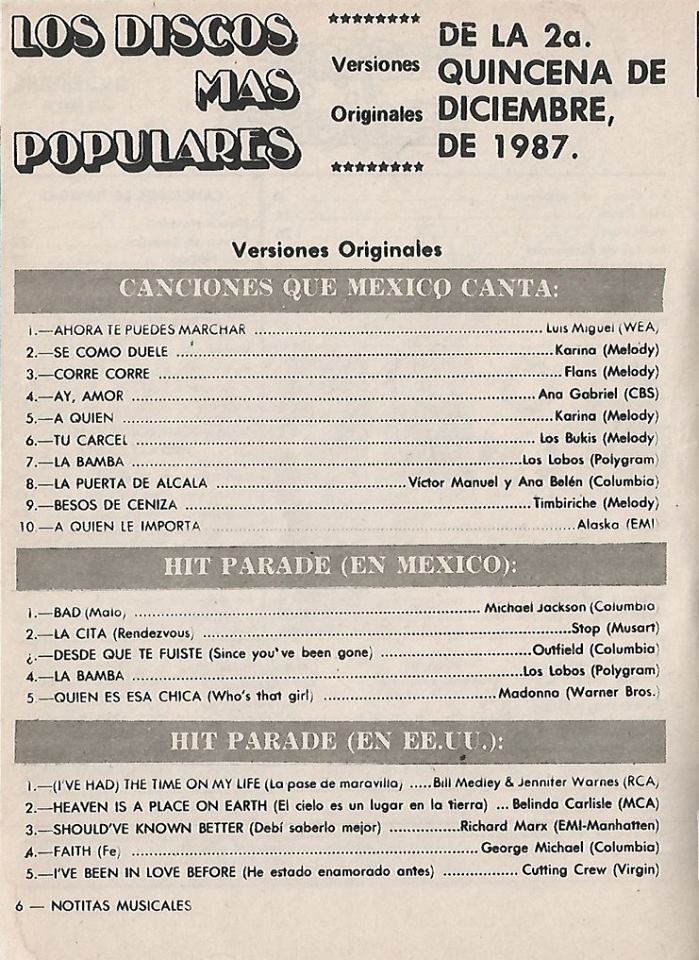 LOS DISCOS
MAS
POPULARES
********
Versiones
Originales
********
DE LA 2a.
QUINCENA DE
DICIEMBRE,
DE 1987.
Versiones Originales
CANCIONES QUE MEXICO CANTA:
1.—AHORA TE PUEDES MARCHAR ........ Luis Miguel (WEA)
2.—SE COMO DUELE ........ Karina (Melody)
3.—CORRE CORRE ........ Flans (Melody)
4.—AY, AMOR ........ Ana Gabriel (CBS)
5.—A QUIEN ........ Karina (Melody)
6.—TU CARCEL ........ Los Bukis (Melody)
7.—LA BAMBA ........ Los Lobos (Polygram)
8.—LA PUERTA DE ALCALA ........ Víctor Manuel y Ana Belén (Columbia)
9.—BESOS DE CENIZA ........ Timbiriche (Melody)
10.—A QUIEN LE IMPORTA ........ Alaska (EMI)
HIT PARADE (EN MEXICO):
1.—BAD (Malo) ........ Michael Jackson (Columbia
2.—LA CITA (Rendezvous) ........ Stop (Musart)
¿.—DESDE QUE TE FUISTE (Since you've been gone) ........ Outfield (Columbia)
4.—LA BAMBA ........ Los Lobos (Polygram)
5.—QUIEN ES ESA CHICA (Who's that girl) ........ Madonna (Warner Bros.)
HIT PARADE (EN EE.UU.):
1.—(I'VE HAD) THE TIME ON MY LIFE (La pase de maravilla) ..... Bill Medley & Jennifer Warnes (RCA)
2.—HEAVEN IS A PLACE ON EARTH (El cielo es un lugar en la tierra) ... Belinda Carlisle (MCA)
3.—SHOULD'VE KNOWN BETTER (Debí saberlo mejor) ........ Richard Marx (EMI-Manhatten)
4.—FAITH (Fe) ........ George Michael (Columbia)
5.—I'VE BEEN IN LOVE BEFORE (He estado enamorado antes) ........ Cutting Crew (Virgin)
6 — NOTITAS MUSICALES